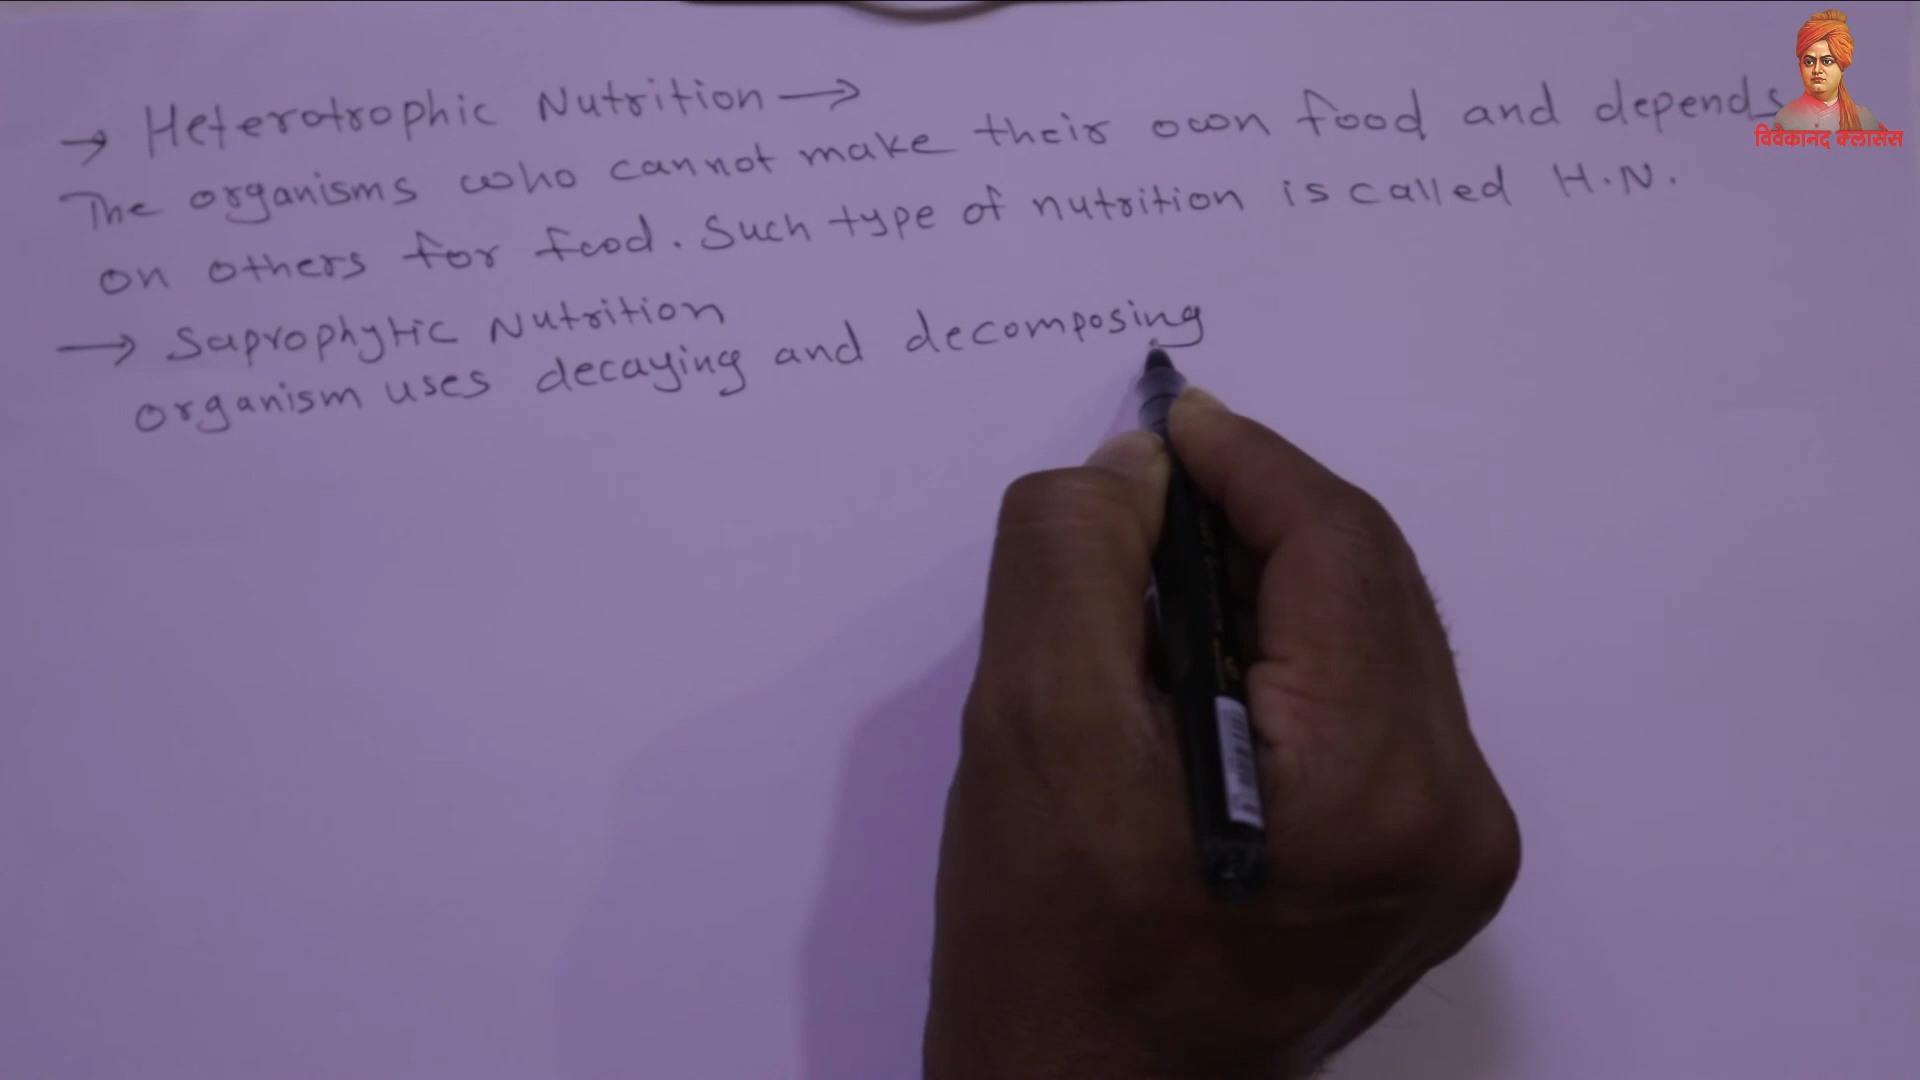 → Heterotrophic Nutrition →
The organisms who cannot make their own food and depends
on others for food. Such type of nutrition is called H.N.
→ Saprophytic Nutrition
organism uses decaying and decomposing
विवेकानंद क्लासेस